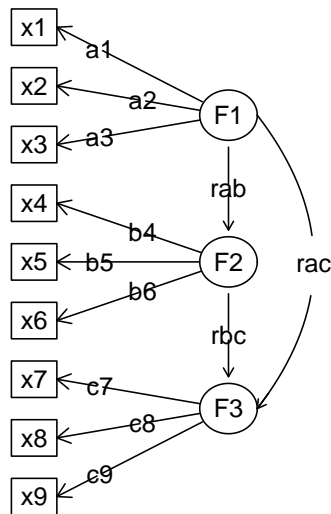 x1
a1
x2
a2
F1
x3
a3
rab
x4
b4
x5
b5
F2
rac
b6
x6
rbc
x7
c7
F3
c8
x8
c9
x9